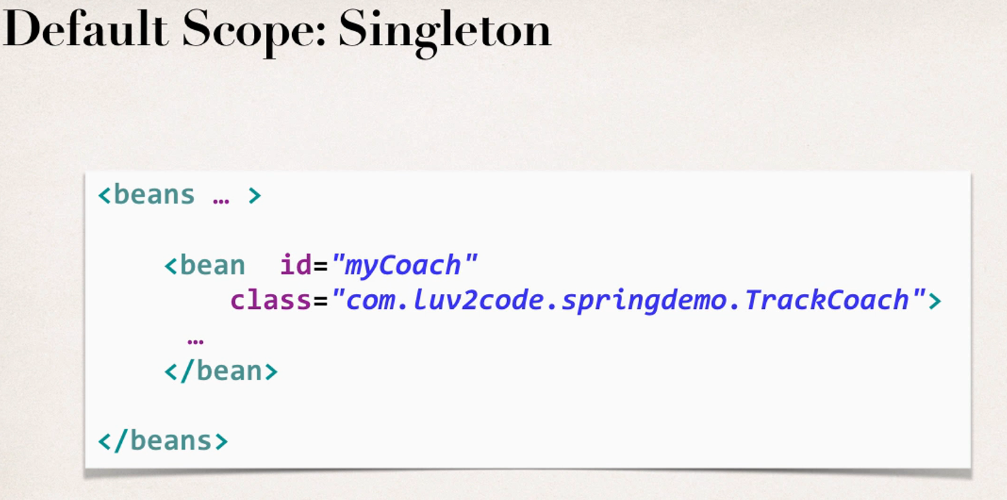 Default Scope: Singleton
<beans … >
<bean id="myCoach"
class="com.luv2code.springdemo.TrackCoach">
…
</bean>
</beans>